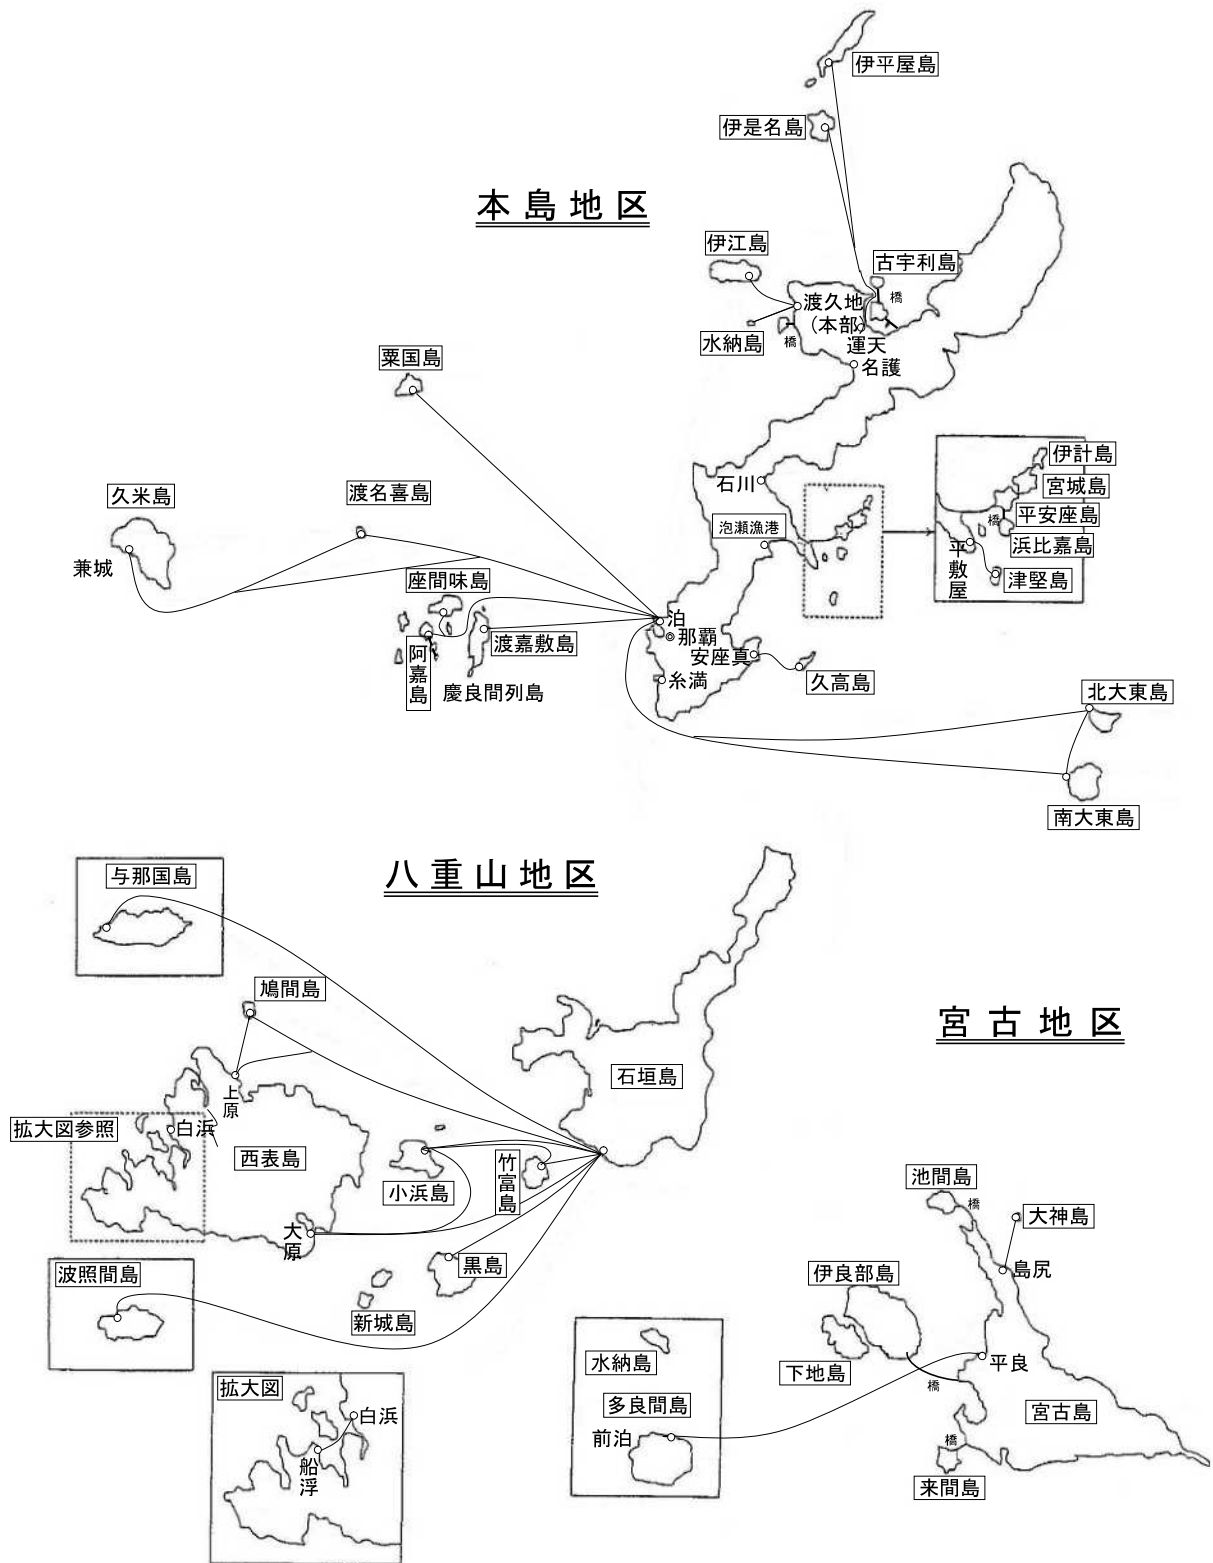 伊平屋島
伊是名島
本島地区
伊江島
古宇利島
橋
渡久地
(本部)
水納島
橋
運天
名護
粟国島
石川
伊計島
宮城島
平安座島
橋
浜比嘉島
平敷屋
津堅島
泡瀬漁港
久米島
兼城
渡名喜島
座間味島
阿嘉島
渡嘉敷島
慶良間列島
泊
那覇
安座真
糸満
久高島
北大東島
南大東島
八重山地区
与那国島
鳩間島
石垣島
上原
拡大図参照
白浜
西表島
小浜島
竹富島
大原
黒島
波照間島
新城島
拡大図
白浜
船浮
宮古地区
池間島
橋
大神島
島尻
伊良部島
下地島
橋
平良
宮古島
水納島
多良間島
前泊
橋
来間島